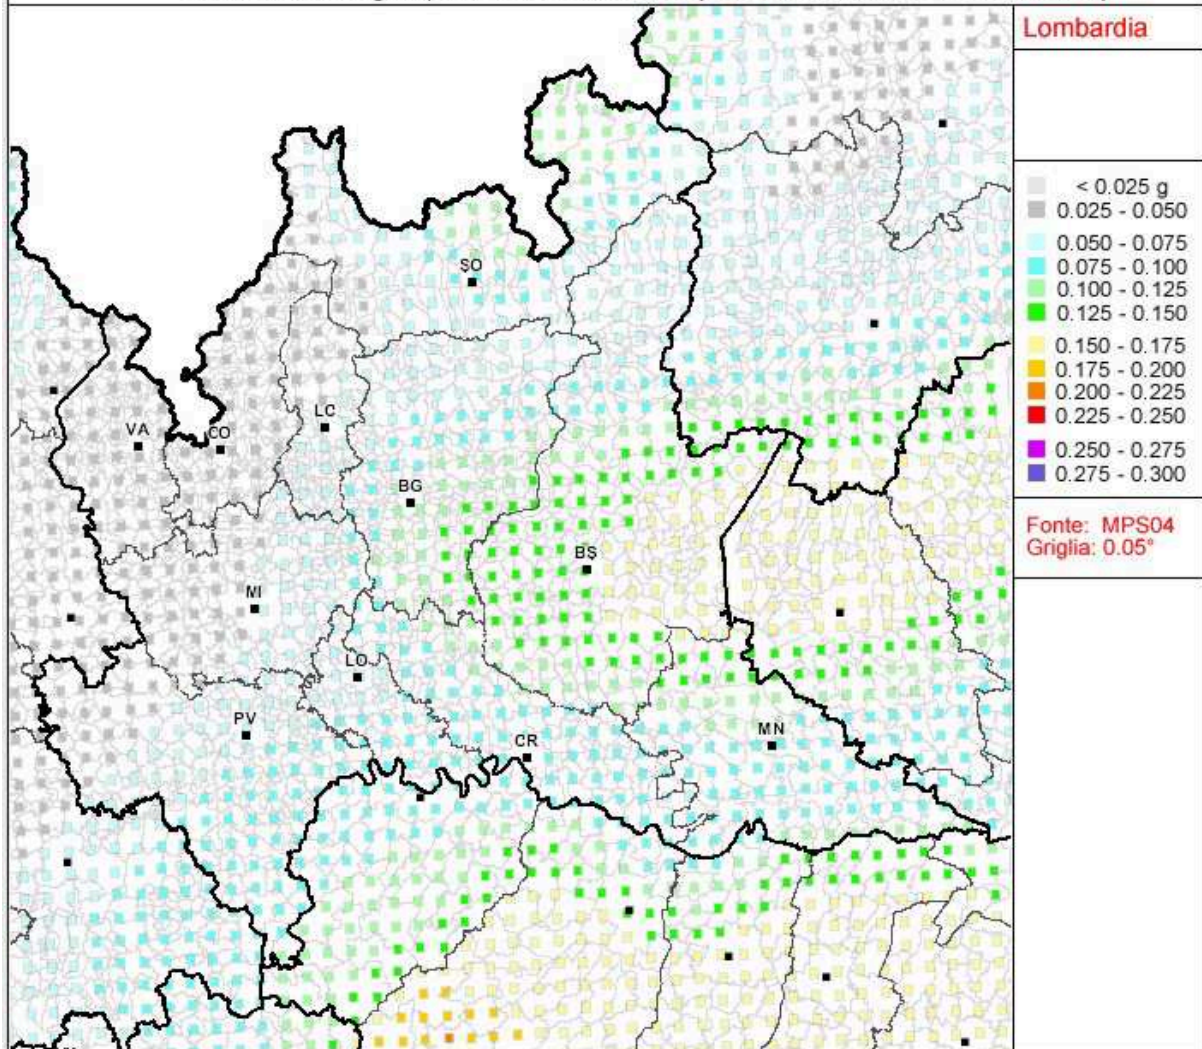 Lombardia
< 0.025 g
0.025 - 0.050
0.050 - 0.075
0.075 - 0.100
0.100 - 0.125
0.125 - 0.150
0.150 - 0.175
0.175 - 0.200
0.200 - 0.225
0.225 - 0.250
0.250 - 0.275
0.275 - 0.300
Fonte: MPS04
Griglia: 0.05°
SO
LC
VA
CO
BG
BS
MI
LO
PV
CR
MN